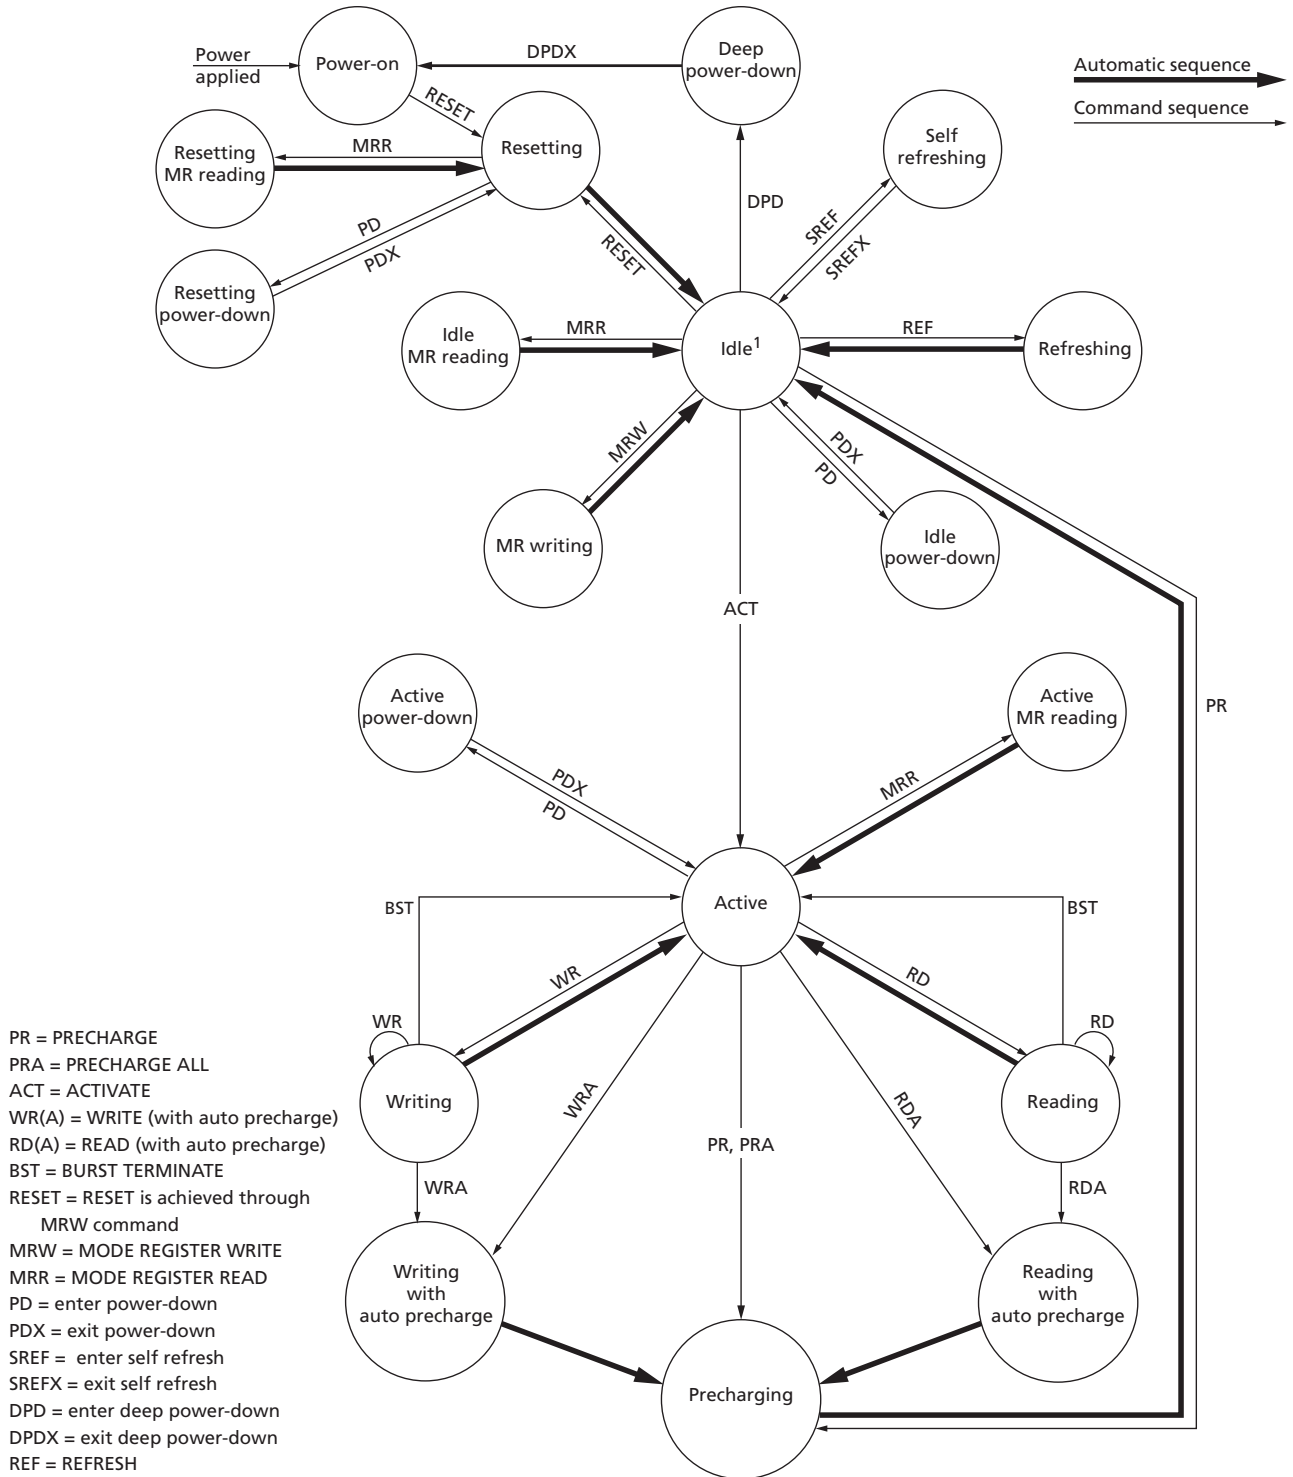 Power
applied
Power-on
DPDX
Deep
power-down
Automatic sequence
Command sequence
RESET
Resetting
MR reading
MRR
Resetting
Self
refreshing
DPD
SREF
SREFX
PD
PDX
RESET
Resetting
power-down
Idle
MR reading
MRR
Idle1
REF
Refreshing
MRW
PDX
PD
MR writing
Idle
power-down
ACT
Active
power-down
Active
MR reading
PR
PDX
PD
MRR
BST
Active
BST
WR
RD
WR
RD
Writing
Reading
WRA
RDA
PR, PRA
WRA
RDA
Writing
with
auto precharge
Reading
with
auto precharge
Precharging
PR = PRECHARGE
PRA = PRECHARGE ALL
ACT = ACTIVATE
WR(A) = WRITE (with auto precharge)
RD(A) = READ (with auto precharge)
BST = BURST TERMINATE
RESET = RESET is achieved through
MRW command
MRW = MODE REGISTER WRITE
MRR = MODE REGISTER READ
PD = enter power-down
PDX = exit power-down
SREF = enter self refresh
SREFX = exit self refresh
DPD = enter deep power-down
DPDX = exit deep power-down
REF = REFRESH